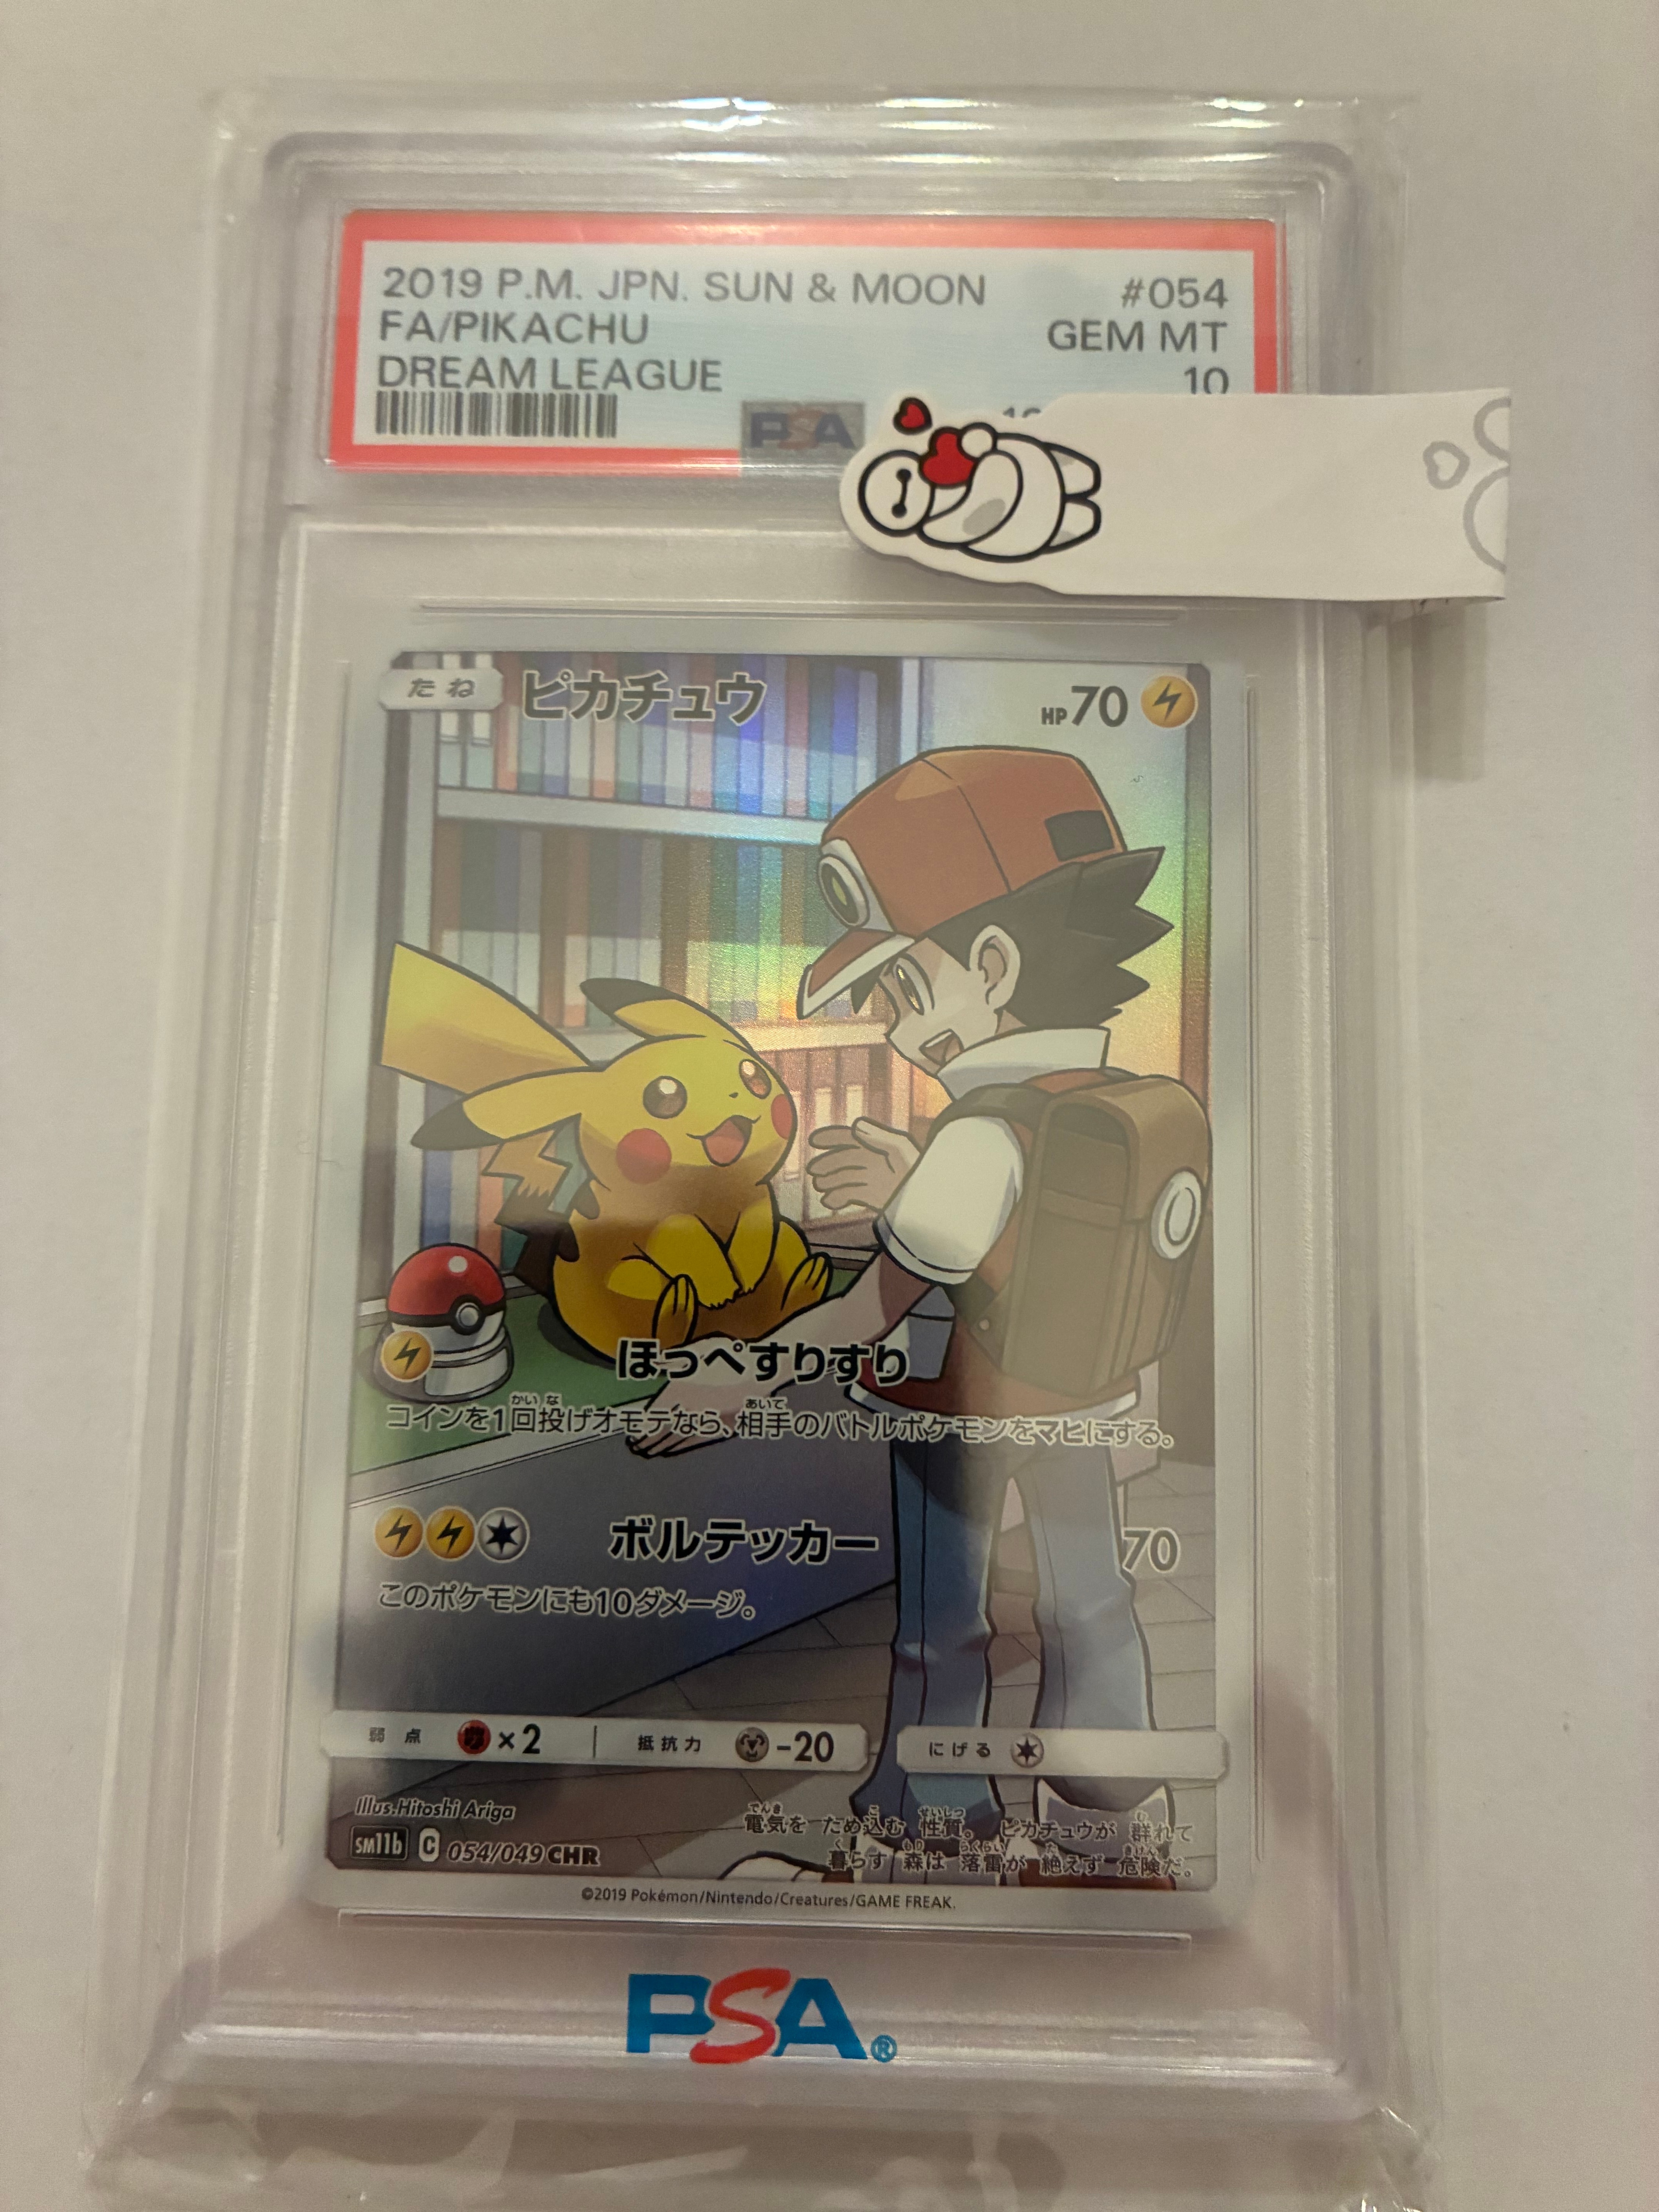 2019 P.M. JPN. SUN & MOON #054
FA/PIKACHU GEM MT
DREAM LEAGUE 10
PSA
たね ピカチュウ HP70
ほっぺすりすり
コインを1回投げオモテなら、相手のバトルポケモンをマヒにする。
ボルテッカー 70
このポケモンにも10ダメージ。
弱点 ×2 抵抗力 -20 にげる
Illus.Hitoshi Ariga
電気を ため込む 性質。 ピカチュウが 群れて
暮らす 森は 落雷が 絶えず 危険だ。
SM11b C 054/049 CHR
©2019 Pokémon/Nintendo/Creatures/GAME FREAK.
PSA®